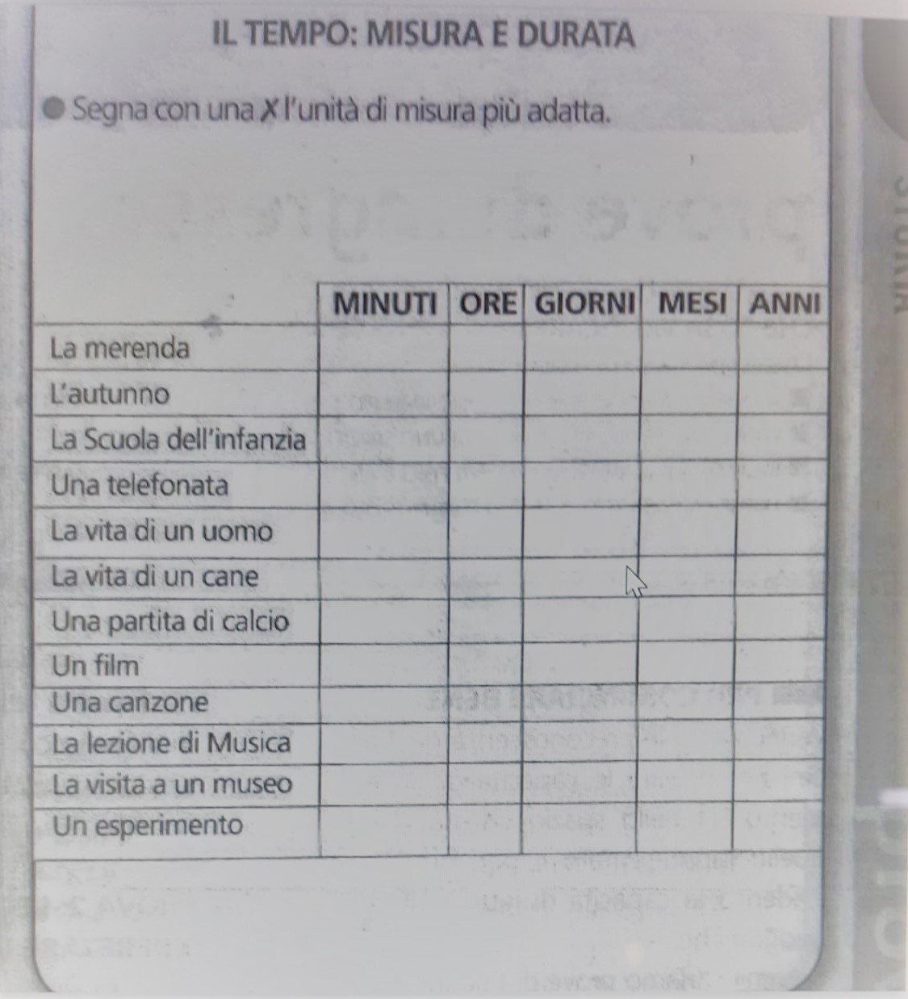 IL TEMPO: MISURA E DURATA
Segna con una ✗ l'unità di misura più adatta.
MINUTI ORE GIORNI MESI ANNI
La merenda
L'autunno
La Scuola dell'infanzia
Una telefonata
La vita di un uomo
La vita di un cane
Una partita di calcio
Un film
Una canzone
La lezione di Musica
La visita a un museo
Un esperimento
STORIA